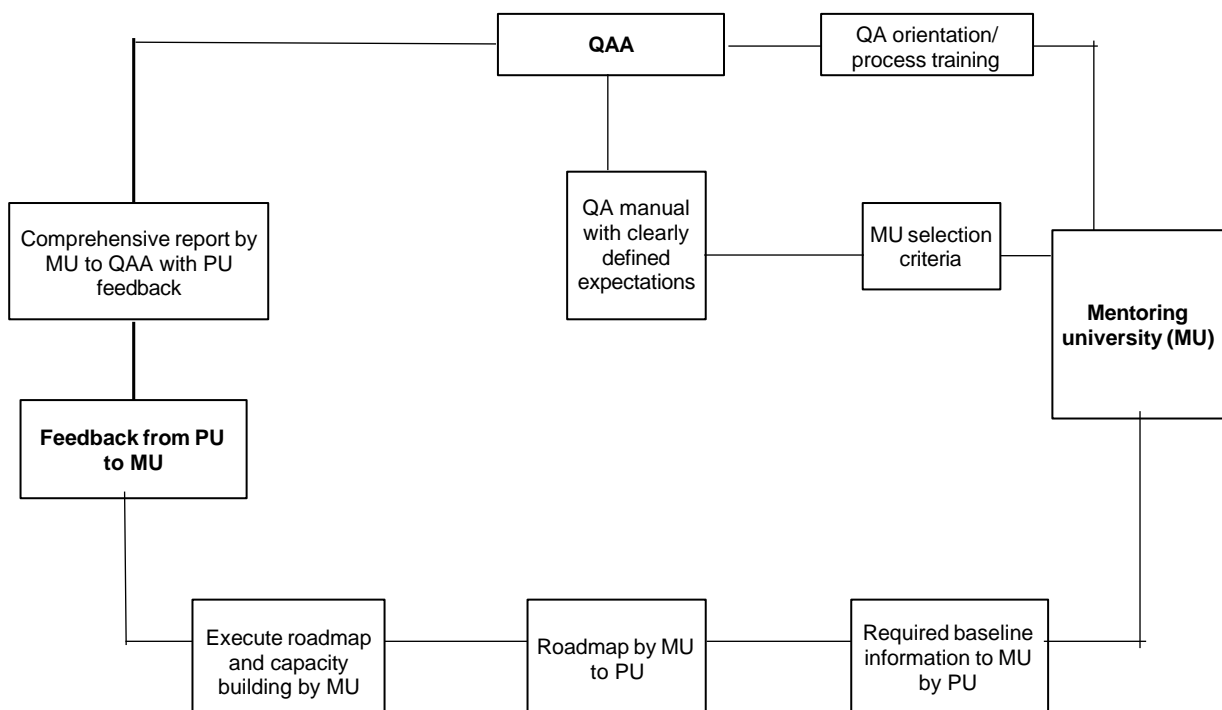 QAA
QA orientation/
process training
QA manual
with clearly
defined
expectations
MU selection
criteria
Comprehensive report by
MU to QAA with PU
feedback
Mentoring
university (MU)
Feedback from PU
to MU
Execute roadmap
and capacity
building by MU
Roadmap by MU
to PU
Required baseline
information to MU
by PU